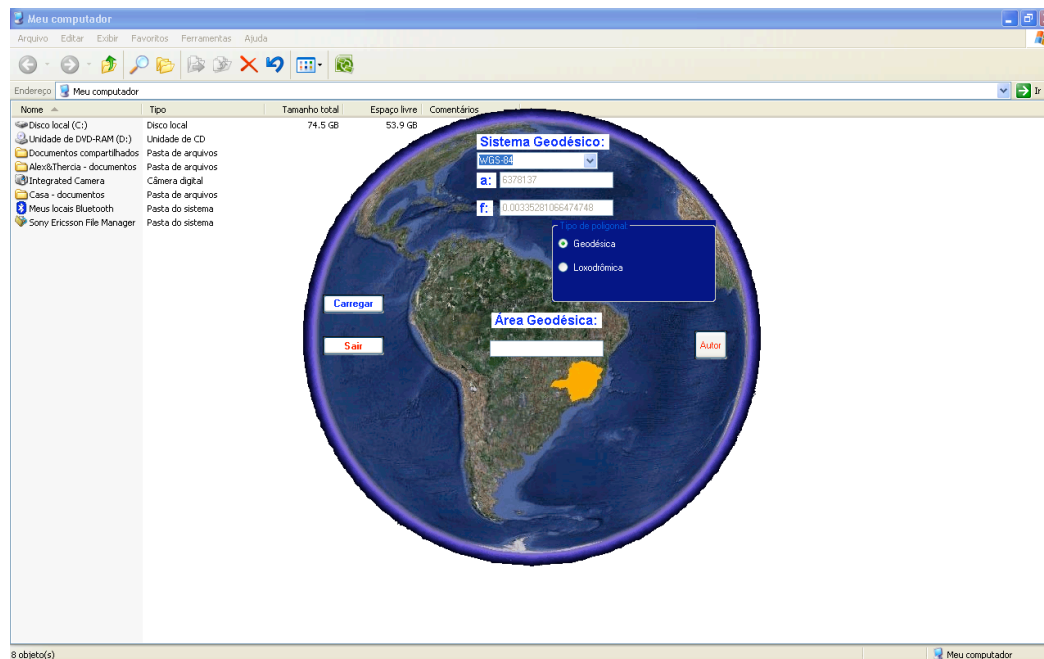 Meu computador
Arquivo Editar Exibir Favoritos Ferramentas Ajuda
Endereço Meu computador Ir
Nome Tipo Tamanho total Espaço livre Comentários
Disco local (C:) Disco local 74.5 GB 53.9 GB
Unidade de DVD-RAM (D:) Unidade de CD
Documentos compartilhados Pasta de arquivos
Alex&Thercia - documentos Pasta de arquivos
Integrated Camera Câmera digital
Casa - documentos Pasta de arquivos
Meus locais Bluetooth Pasta do sistema
Sony Ericsson File Manager Pasta do sistema
Sistema Geodésico:
WGS-84
a: 6378137
f: 0.00335281066474748
Tipo de poligonal
Geodésica
Loxodrômica
Carregar
Área Geodésica:
Sair
Autor
8 objeto(s) Meu computador